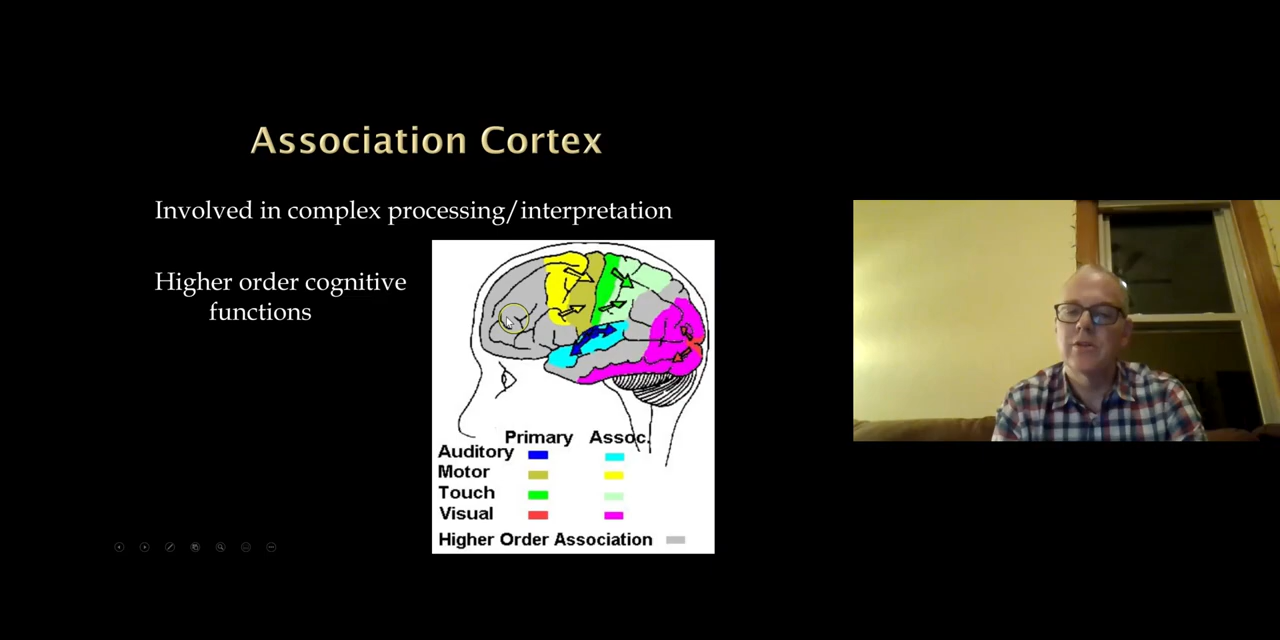 Association Cortex
Involved in complex processing/interpretation
Higher order cognitive
functions
Primary Assoc.
Auditory
Motor
Touch
Visual
Higher Order Association